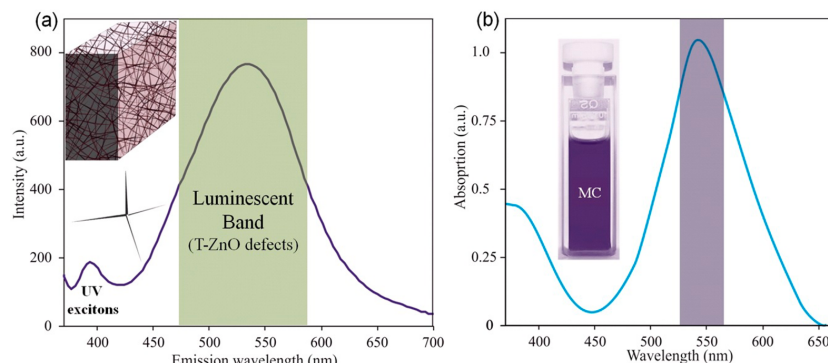 (a)
800
600
400
200
0
Intensity (a.u.)
Luminescent
Band
(T-ZnO defects)
UV
excitons
400
450
500
550
600
650
700
Emission wavelength (nm)
(b)
1.0
0.75
0.5
0.25
0
Absoprtion (a.u.)
MC
400
450
500
550
600
650
Wavelength (nm)